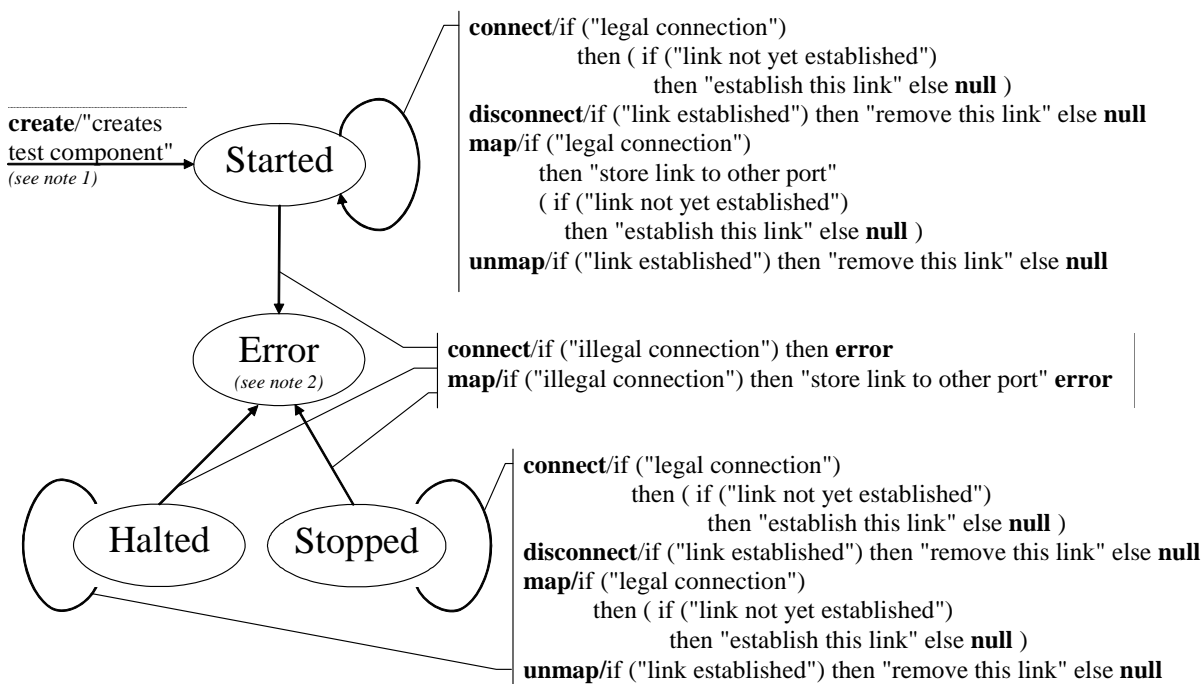 connect/if ("legal connection")
then ( if ("link not yet established")
then "establish this link" else null )
disconnect/if ("link established") then "remove this link" else null
map/if ("legal connection")
then "store link to other port"
( if ("link not yet established")
then "establish this link" else null )
unmap/if ("link established") then "remove this link" else null
create/"creates
test component"
(see note 1)
Started
Error
(see note 2)
connect/if ("illegal connection") then error
map/if ("illegal connection") then "store link to other port" error
Halted
Stopped
connect/if ("legal connection")
then ( if ("link not yet established")
then "establish this link" else null )
disconnect/if ("link established") then "remove this link" else null
map/if ("legal connection")
then ( if ("link not yet established")
then "establish this link" else null )
unmap/if ("link established") then "remove this link" else null